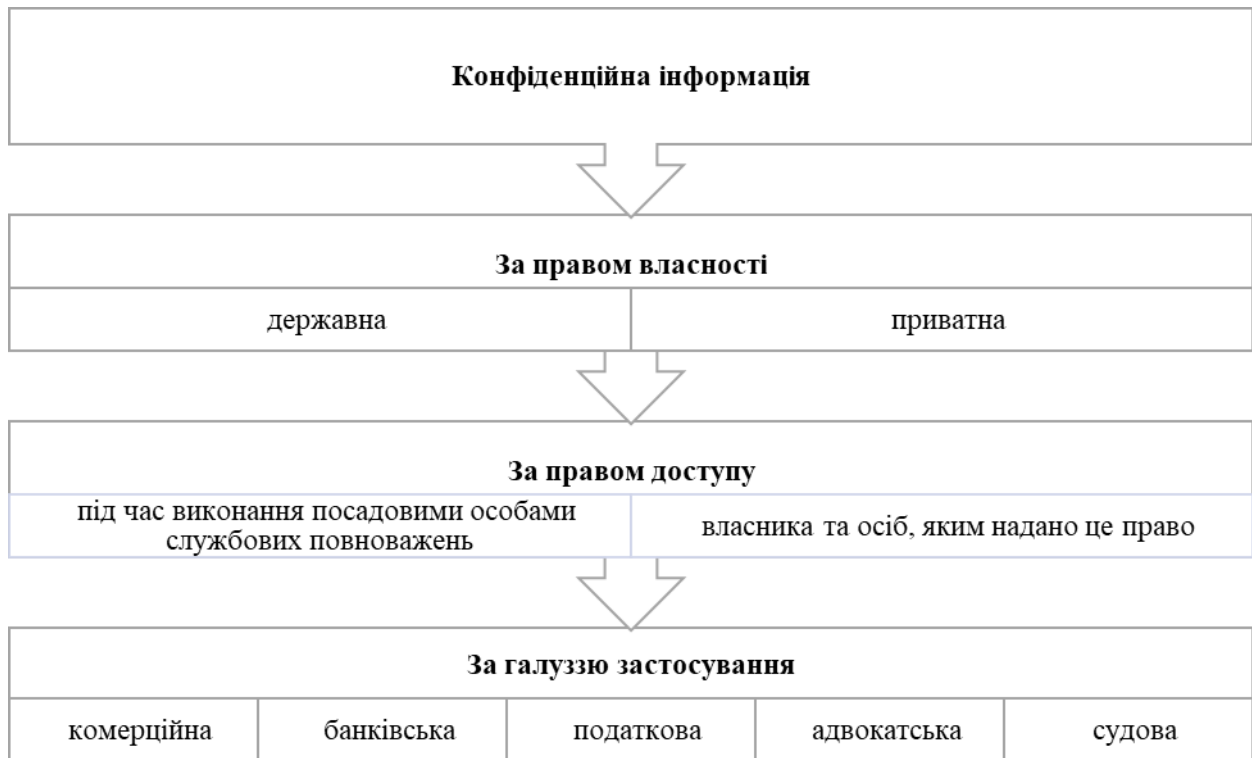 Конфіденційна інформація
За правом власності
державна
приватна
За правом доступу
під час виконання посадовими особами
службових повноважень
власника та осіб, яким надано це право
За галуззю застосування
комерційна
банківська
податкова
адвокатська
судова